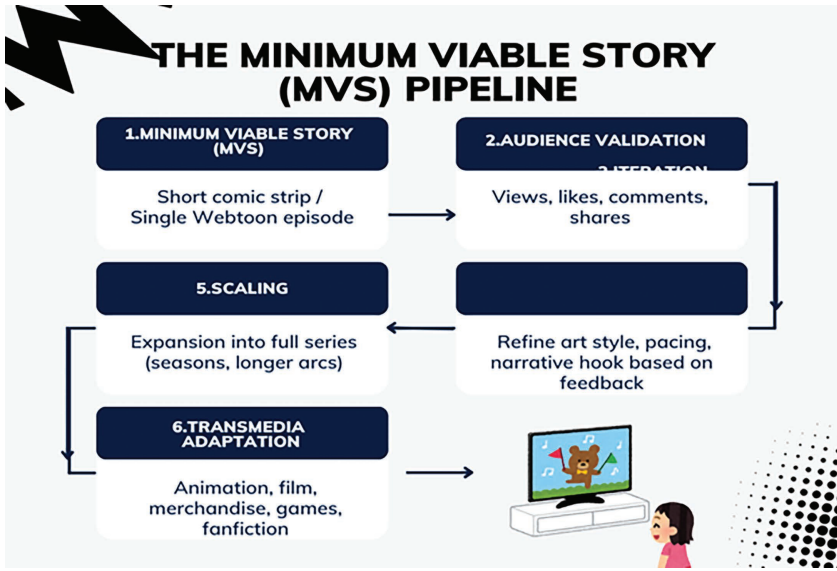 THE MINIMUM VIABLE STORY
(MVS) PIPELINE
1.MINIMUM VIABLE STORY
(MVS)
Short comic strip /
Single Webtoon episode
2.AUDIENCE VALIDATION
3.ITERATION
Views, likes, comments,
shares
Refine art style, pacing,
narrative hook based on
feedback
5.SCALING
Expansion into full series
(seasons, longer arcs)
6.TRANSMEDIA
ADAPTATION
Animation, film,
merchandise, games,
fanfiction